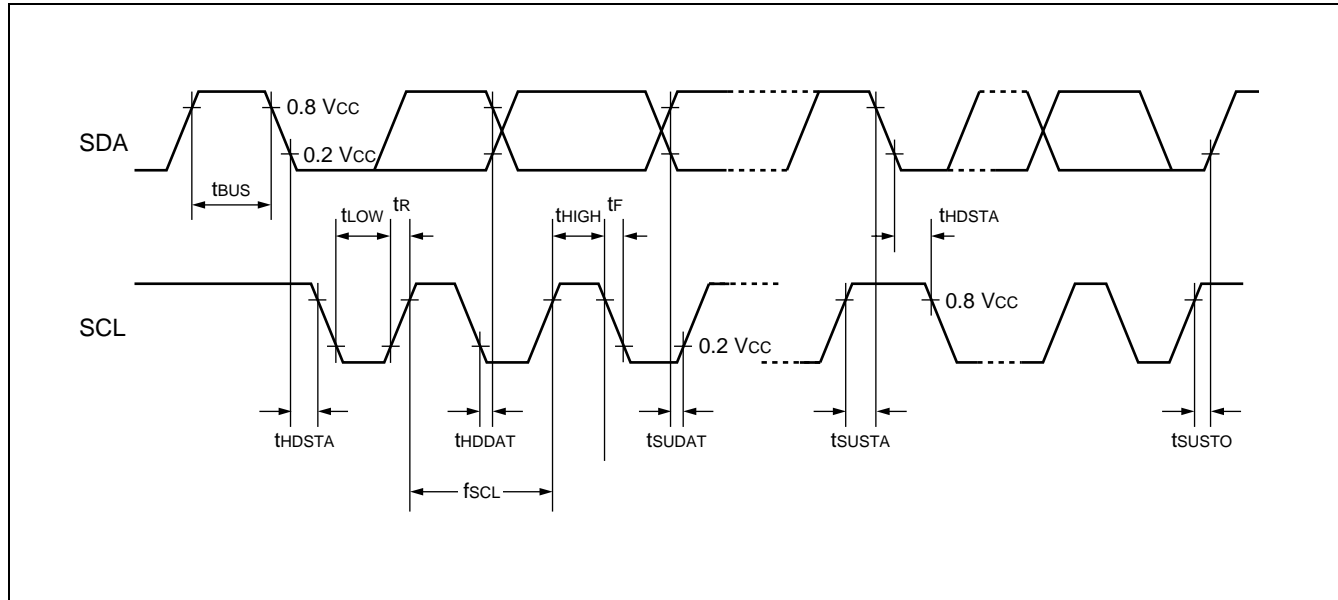 SDA
0.8 VCC
0.2 VCC
tBUS
tLOW
tR
tHIGH
tF
tHDSTA
SCL
0.8 VCC
0.2 VCC
tHDSTA
tHDDAT
tSUDAT
tSUSTA
tSUSTO
fSCL